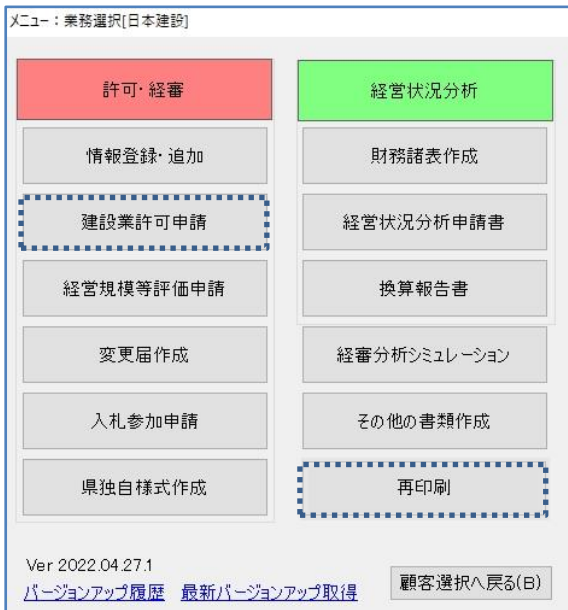 メニュー：業務選択[日本建設]
許可・経審
経営状況分析
情報登録・追加
財務諸表作成
建設業許可申請
経営状況分析申請書
経営規模等評価申請
換算報告書
変更届作成
経審分析シミュレーション
入札参加申請
その他の書類作成
県独自様式作成
再印刷
Ver 2022.04.27.1
バージョンアップ履歴 最新バージョンアップ取得
顧客選択へ戻る(B)